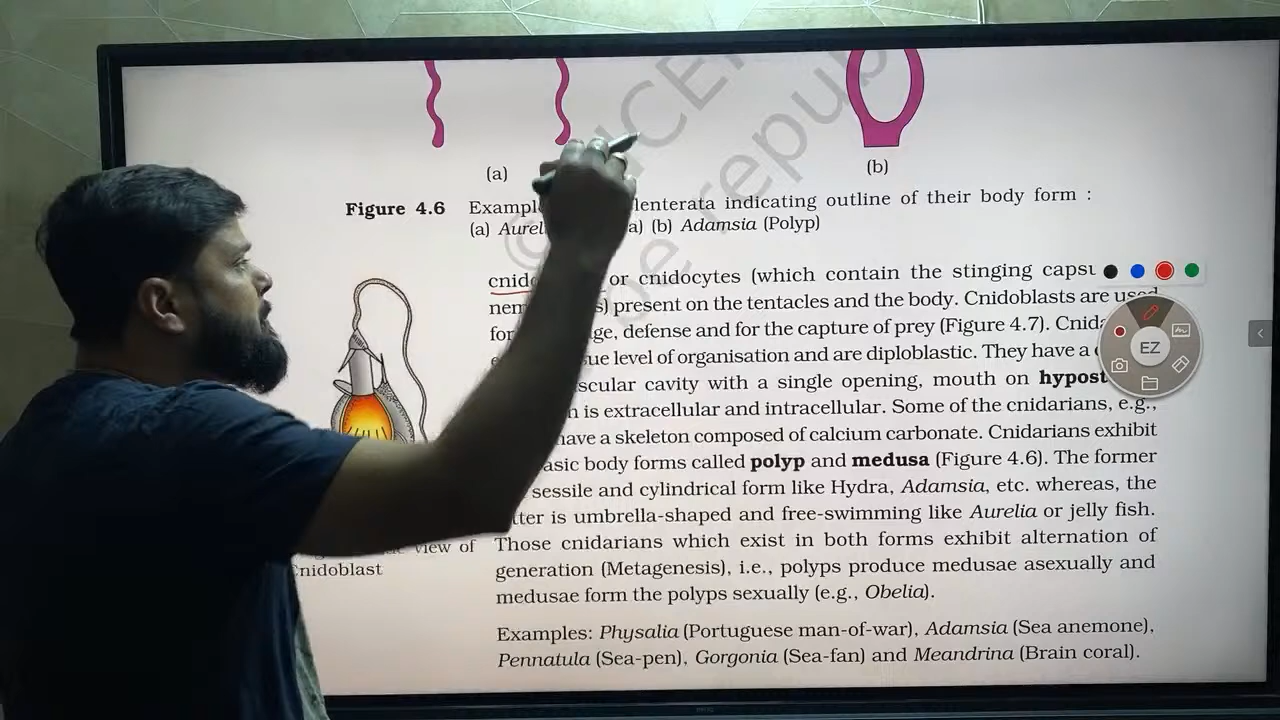 © NCE
e repub
(a)
(b)
Figure 4.6 Exampl lenterata indicating outline of their body form :
(a) Aurel a) (b) Adamsia (Polyp)
cnid or cnidocytes (which contain the stinging capsu
nem s) present on the tentacles and the body. Cnidoblasts are used
for ge, defense and for the capture of prey (Figure 4.7). Cnida
ue level of organisation and are diploblastic. They have a
scular cavity with a single opening, mouth on hypost
n is extracellular and intracellular. Some of the cnidarians, e.g.,
have a skeleton composed of calcium carbonate. Cnidarians exhibit
asic body forms called polyp and medusa (Figure 4.6). The former
sessile and cylindrical form like Hydra, Adamsia, etc. whereas, the
tter is umbrella-shaped and free-swimming like Aurelia or jelly fish.
Those cnidarians which exist in both forms exhibit alternation of
generation (Metagenesis), i.e., polyps produce medusae asexually and
medusae form the polyps sexually (e.g., Obelia).
view of
Cnidoblast
Examples: Physalia (Portuguese man-of-war), Adamsia (Sea anemone),
Pennatula (Sea-pen), Gorgonia (Sea-fan) and Meandrina (Brain coral).
EZ